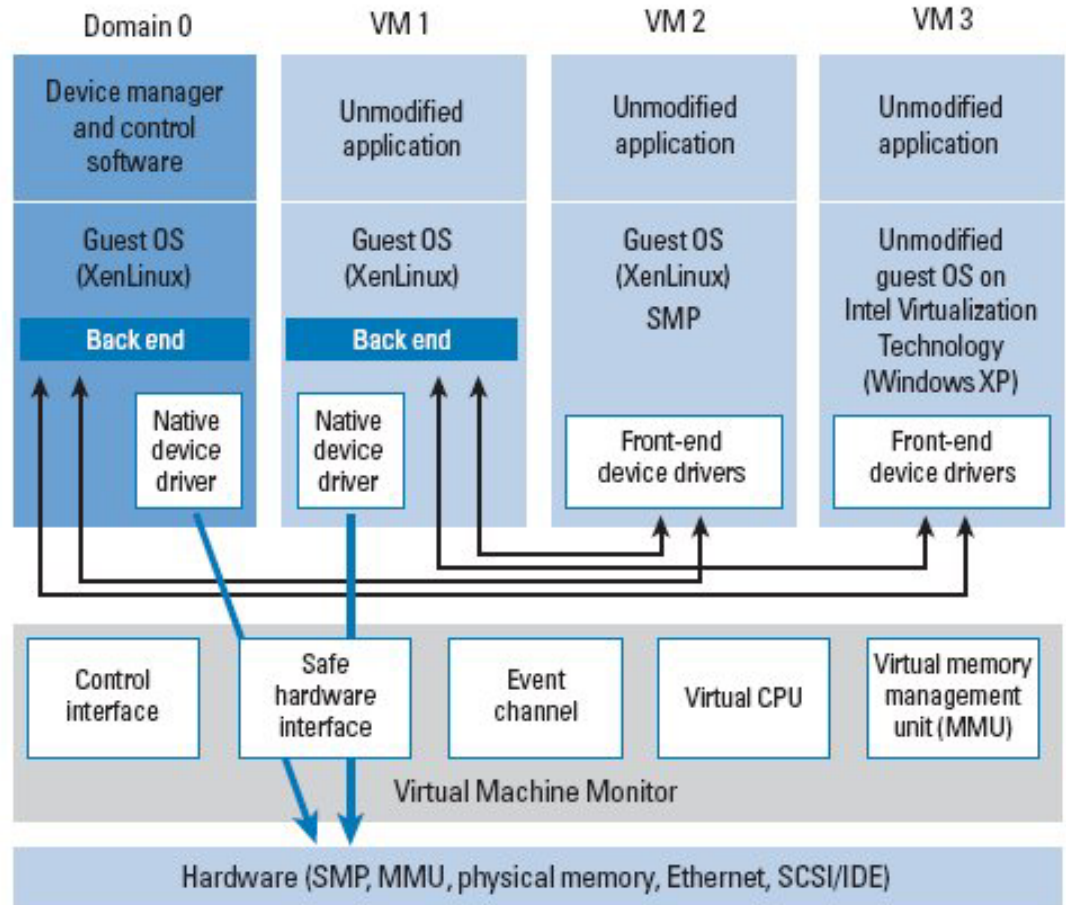 Domain 0
VM 1
VM 2
VM 3
Device manager
and control
software
Unmodified
application
Unmodified
application
Unmodified
application
Guest OS
(XenLinux)
Back end
Native
device
driver
Guest OS
(XenLinux)
Back end
Native
device
driver
Guest OS
(XenLinux)
SMP
Front-end
device drivers
Unmodified
guest OS on
Intel Virtualization
Technology
(Windows XP)
Front-end
device drivers
Control
interface
Safe
hardware
interface
Event
channel
Virtual CPU
Virtual memory
management
unit (MMU)
Virtual Machine Monitor
Hardware (SMP, MMU, physical memory, Ethernet, SCSI/IDE)